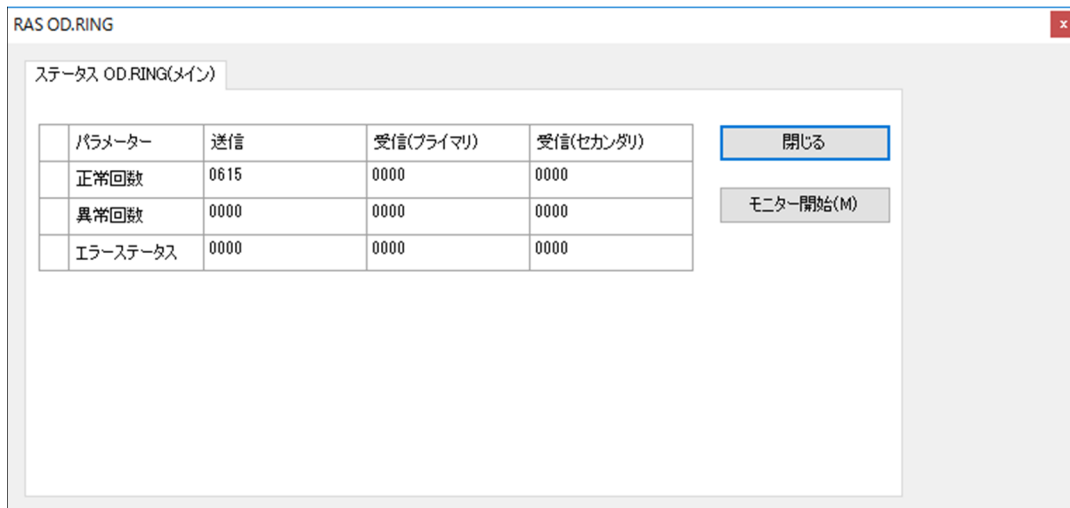 RAS OD.RING
x
ステータス OD.RING(メイン)
パラメーター 送信 受信(プライマリ) 受信(セカンダリ) 閉じる
正常回数 0615 0000 0000
異常回数 0000 0000 0000 モニター開始(M)
エラーステータス 0000 0000 0000